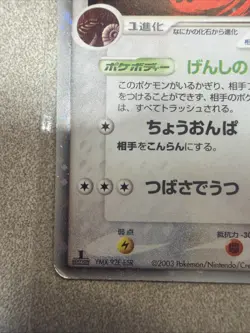 1進化
なにかの化石から進化
ポケボディー げんしの
このポケモンがいるかぎり、相手
をつけることができず、相手のポ
は、すべてトラッシュされる。
ちょうおんぱ
相手をこんらんにする。
つばさでうつ
弱点
抵抗力 -30
©2003 Pokémon/Nintendo/Cre